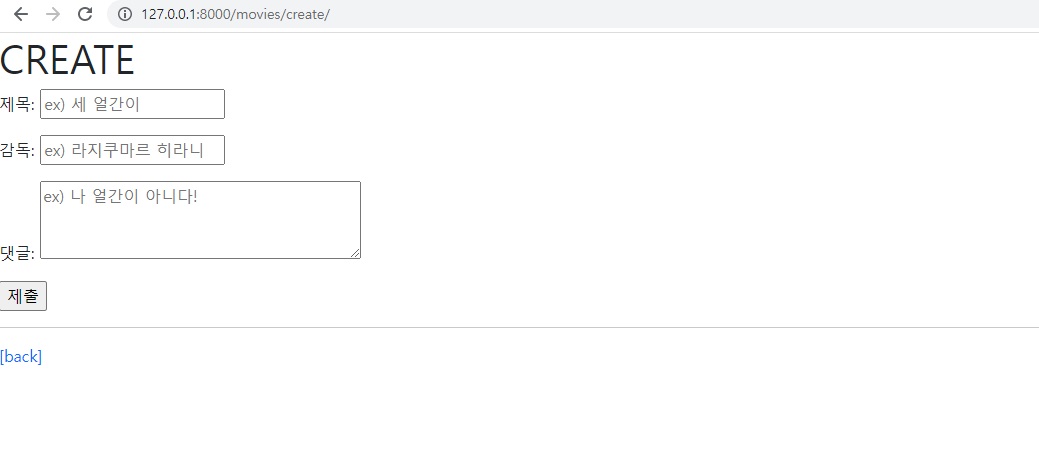 127.0.0.1:8000/movies/create/
CREATE
제목: ex) 세 얼간이
감독: ex) 라지쿠마르 히라니
댓글: ex) 나 얼간이 아니다!
제출
[back]